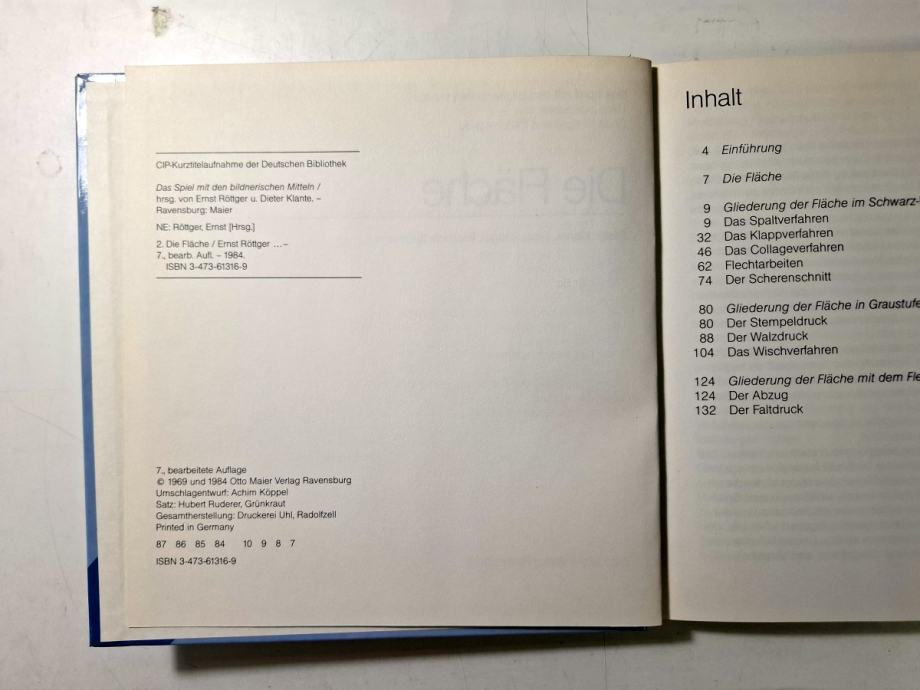 CIP-Kurztitelaufnahme der Deutschen Bibliothek
Das Spiel mit den bildnerischen Mitteln /
hrsg. von Ernst Röttger u. Dieter Klante. –
Ravensburg: Maier
NE: Röttger, Ernst [Hrsg.]
2. Die Fläche / Ernst Röttger ... –
7., bearb. Aufl. – 1984.
ISBN 3-473-61316-9
7., bearbeitete Auflage
© 1969 und 1984 Otto Maier Verlag Ravensburg
Umschlagentwurf: Achim Köppel
Satz: Hubert Ruderer, Grünkraut
Gesamtherstellung: Druckerei Uhl, Radolfzell
Printed in Germany
87 86 85 84 10 9 8 7
ISBN 3-473-61316-9
Die Fläche
Inhalt
4 Einführung
7 Die Fläche
9 Gliederung der Fläche im Schwarz-
9 Das Spaltverfahren
32 Das Klappverfahren
46 Das Collageverfahren
62 Flechtarbeiten
74 Der Scherenschnitt
80 Gliederung der Fläche in Graustufe
80 Der Stempeldruck
88 Der Walzdruck
104 Das Wischverfahren
124 Gliederung der Fläche mit dem Fle
124 Der Abzug
132 Der Faltdruck